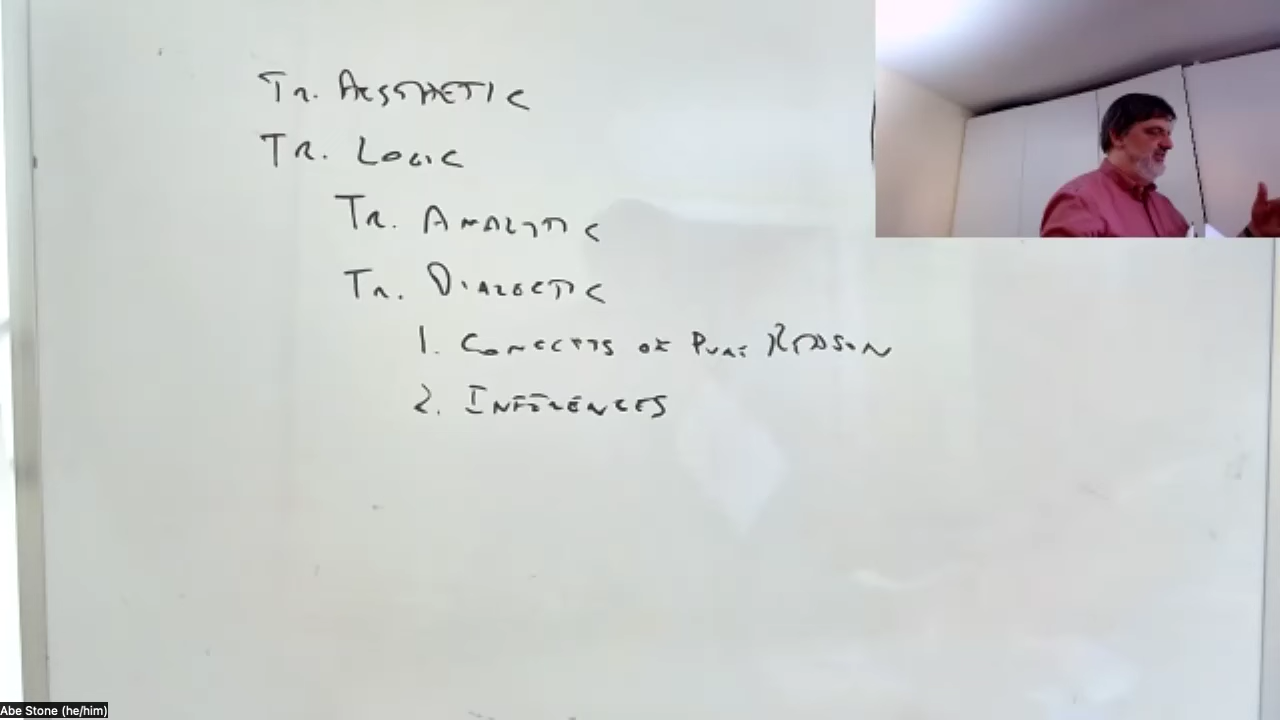 Tr. AESTHETIC
TR. LOGIC
TR. ANALYTIC
Tr. DIALECTIC
1. CONCEPTS OF PURE REASON
2. INFERENCES
Abe Stone (he/him)